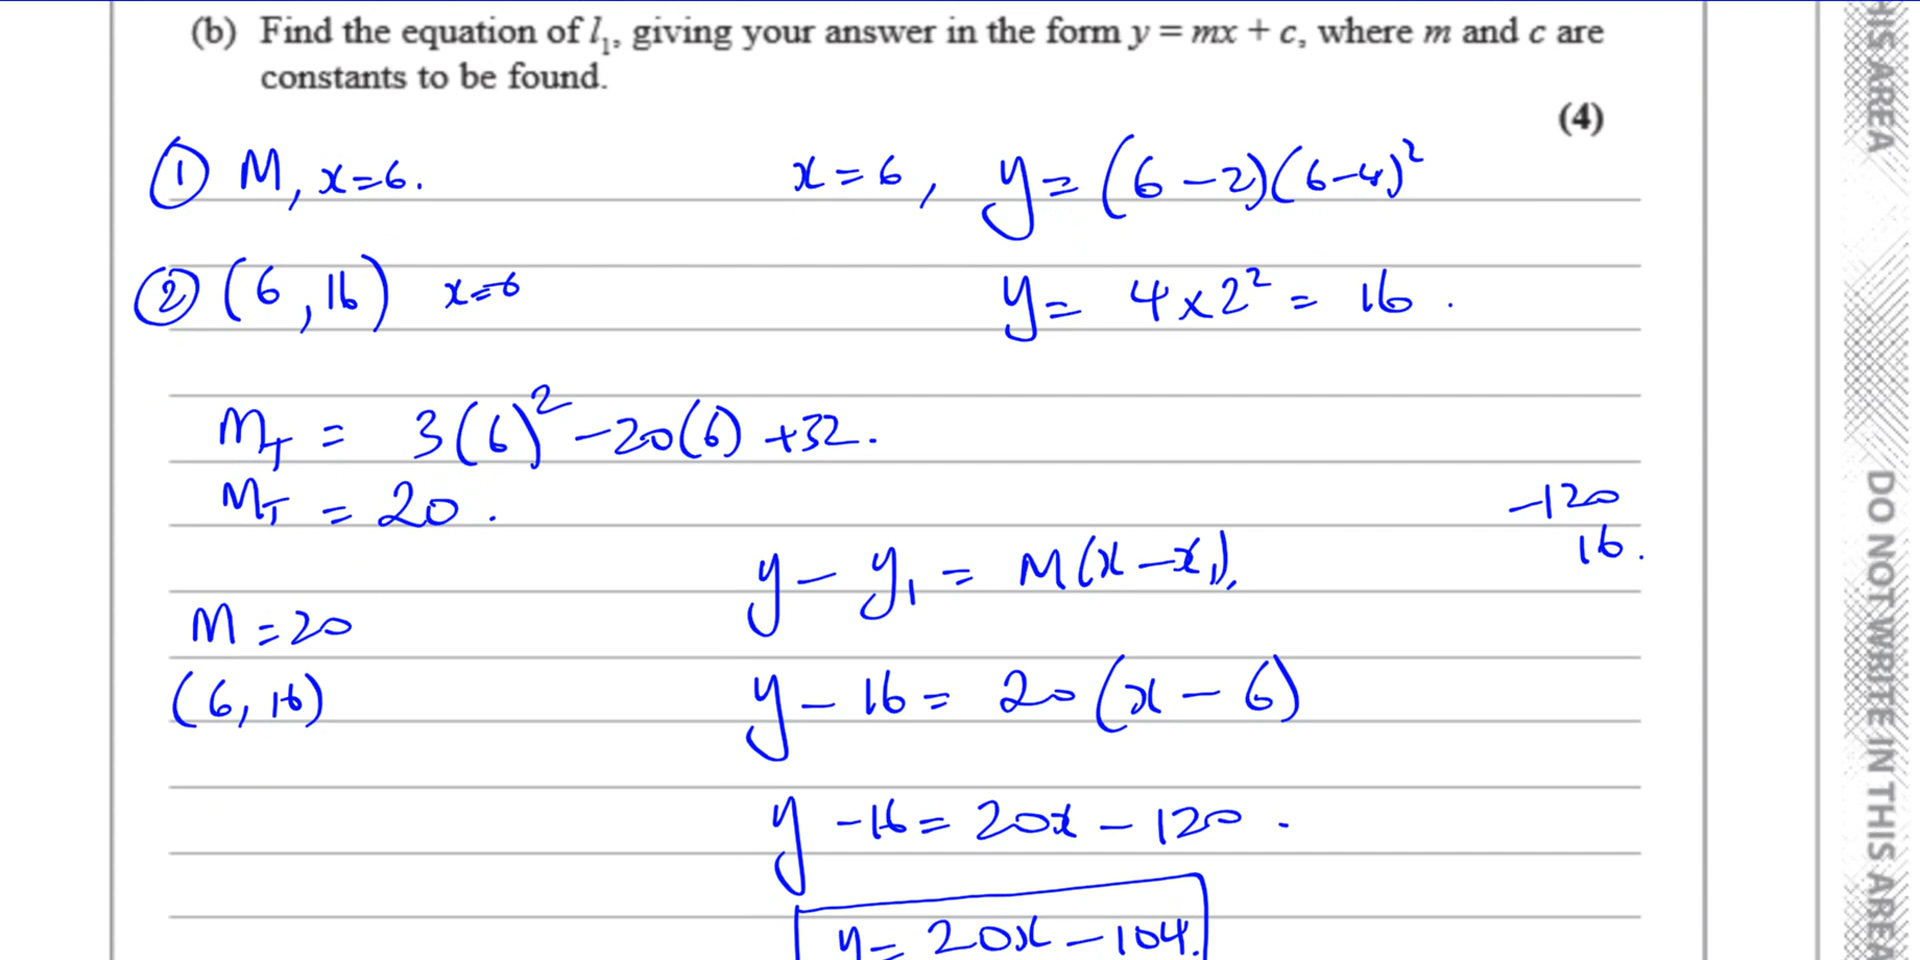 (b) Find the equation of l₁, giving your answer in the form y = mx + c, where m and c are
constants to be found.
(4)
① M, x=6.
x = 6, y = (6-2)(6-4)²
② (6, 16) x=6
y = 4×2² = 16.
M_T = 3(6)² - 20(6) + 32.
M_T = 20.
-120
16.
y - y₁ = M(x - x₁),
M = 20
(6, 16)
y - 16 = 20(x - 6)
y - 16 = 20x - 120.
y = 20x - 104.
HIS AREA
DO NOT WRITE IN THIS AREA